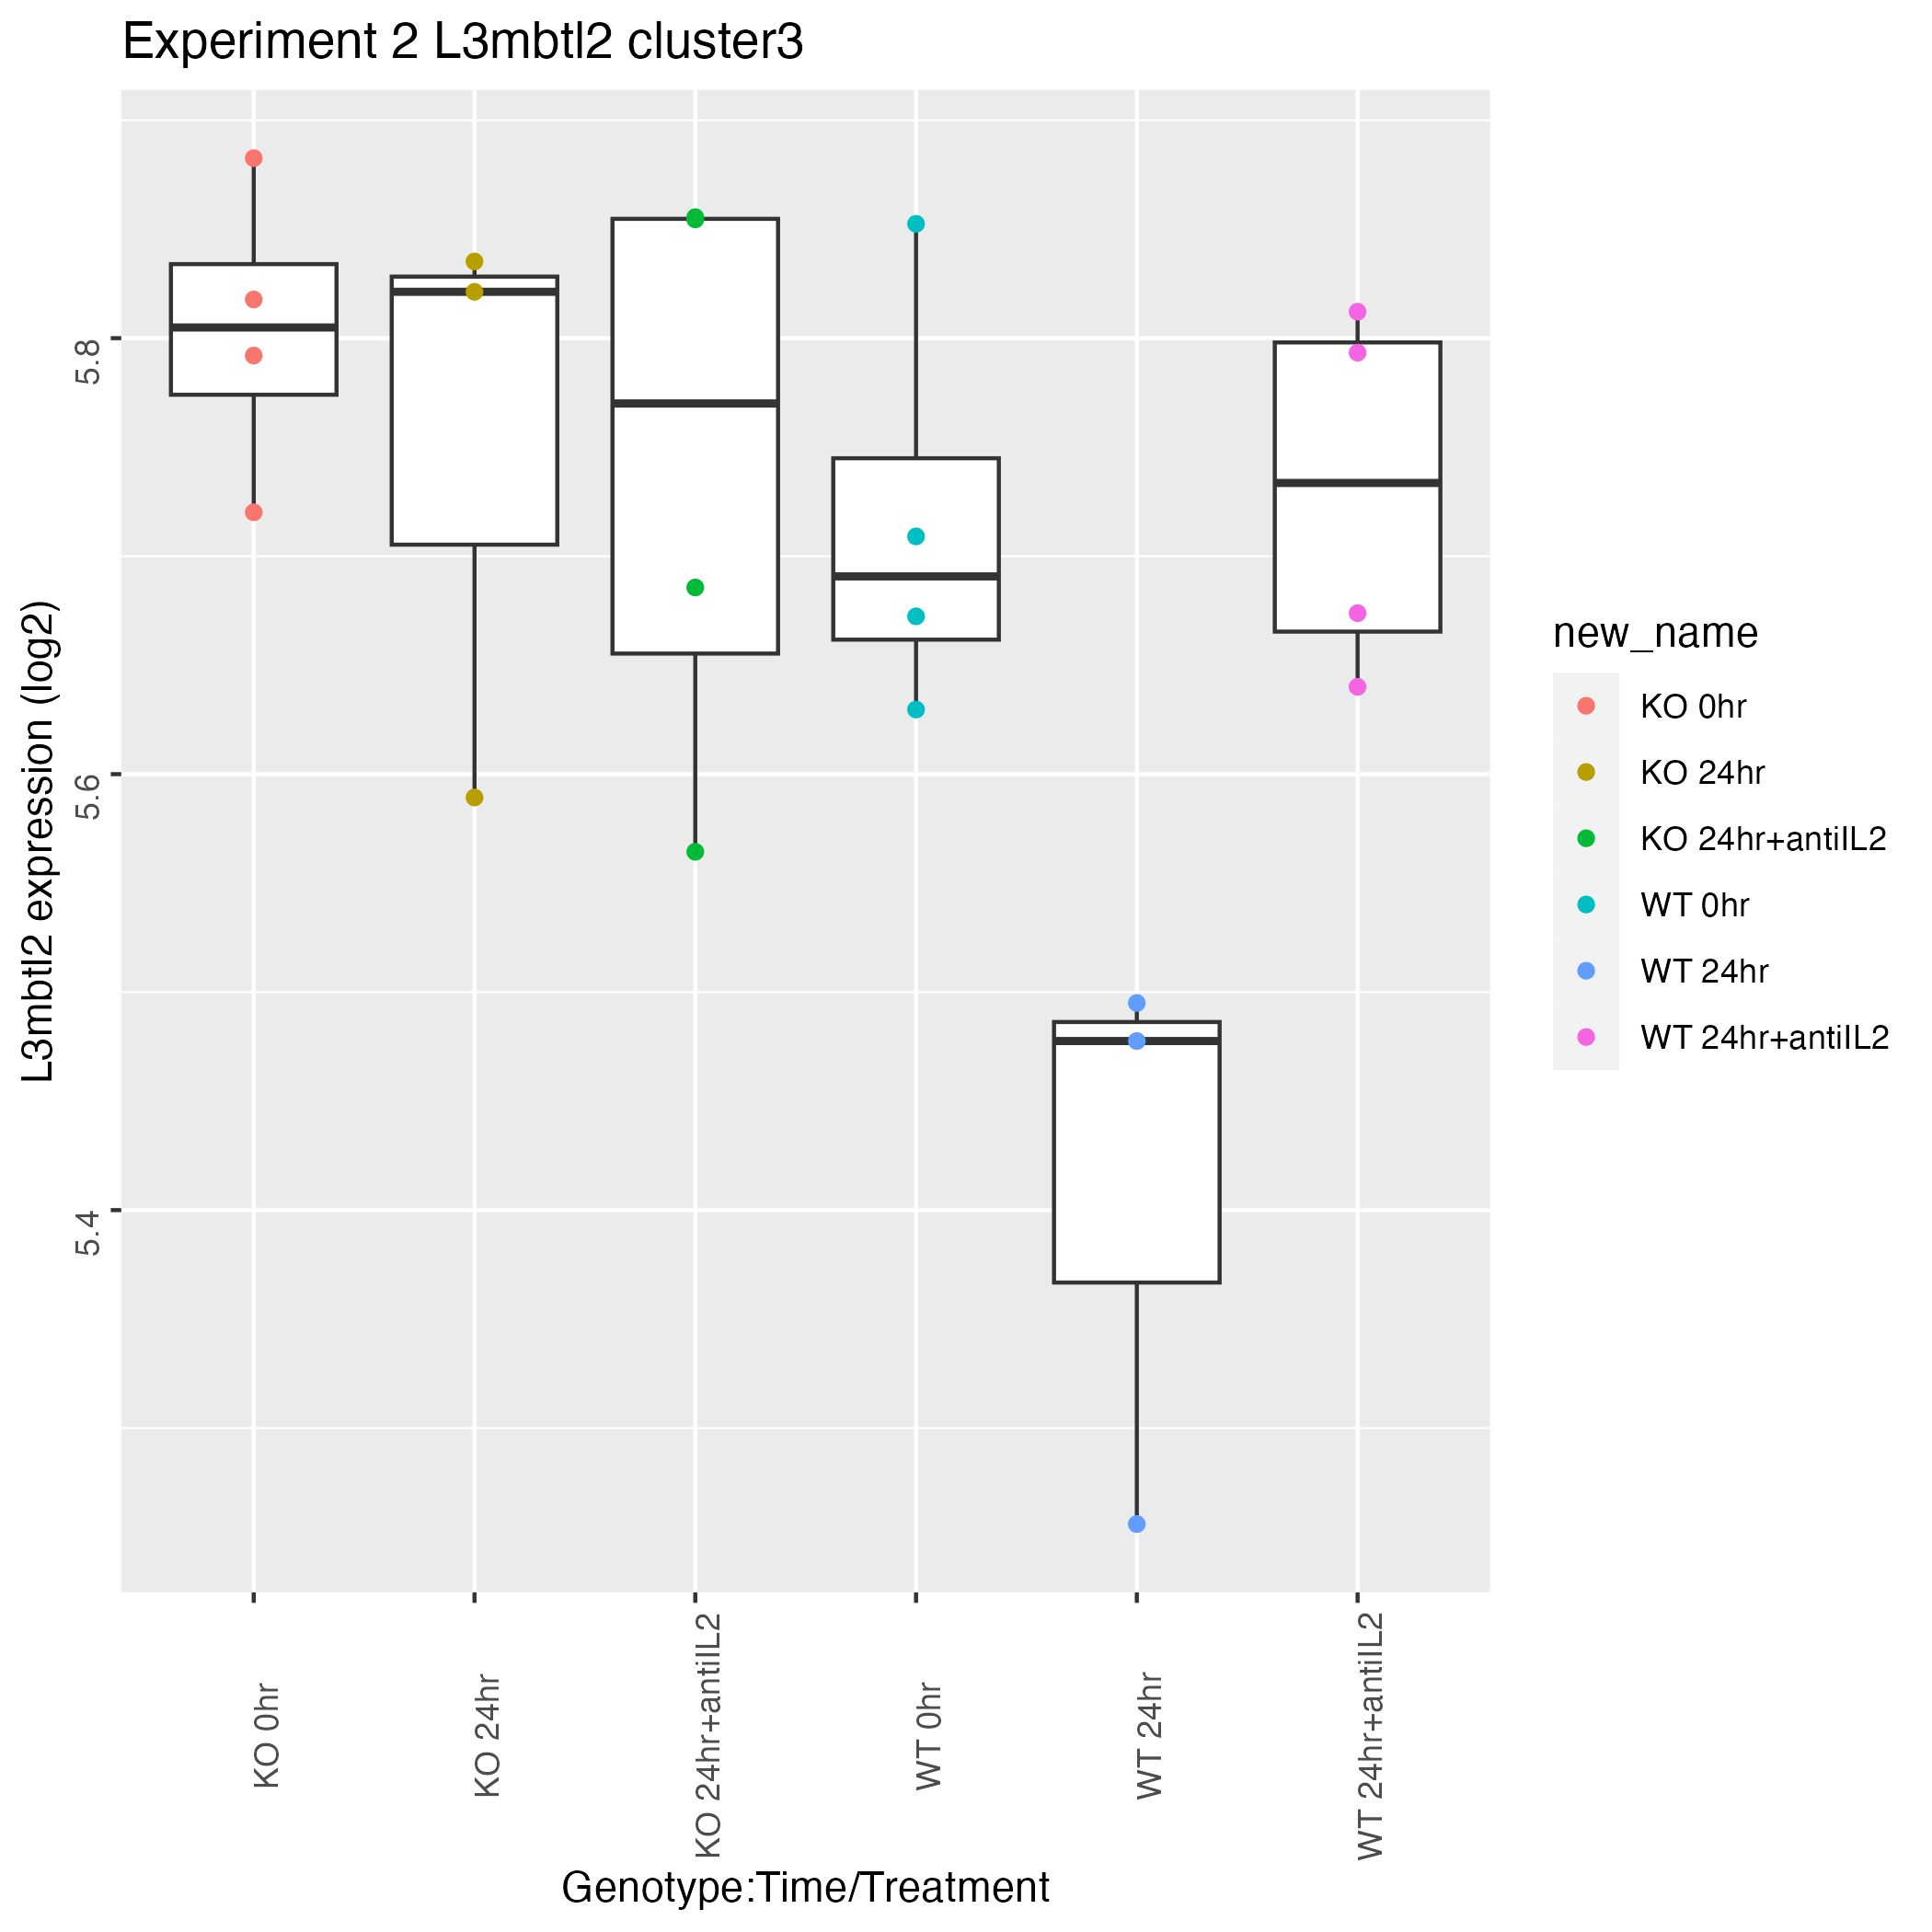 Experiment 2 L3mbtl2 cluster3
L3mbtl2 expression (log2)
5.8
5.6
5.4
KO 0hr
KO 24hr
KO 24hr+antiIL2
WT 0hr
WT 24hr
WT 24hr+antiIL2
Genotype:Time/Treatment
new_name
KO 0hr
KO 24hr
KO 24hr+antiIL2
WT 0hr
WT 24hr
WT 24hr+antiIL2